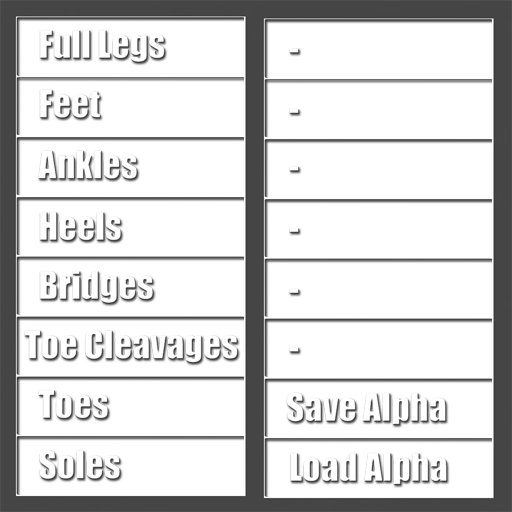 Full Legs
Feet
Ankles
Heels
Bridges
Toe Cleavages
Toes
Soles
-
-
-
-
-
-
Save Alpha
Load Alpha